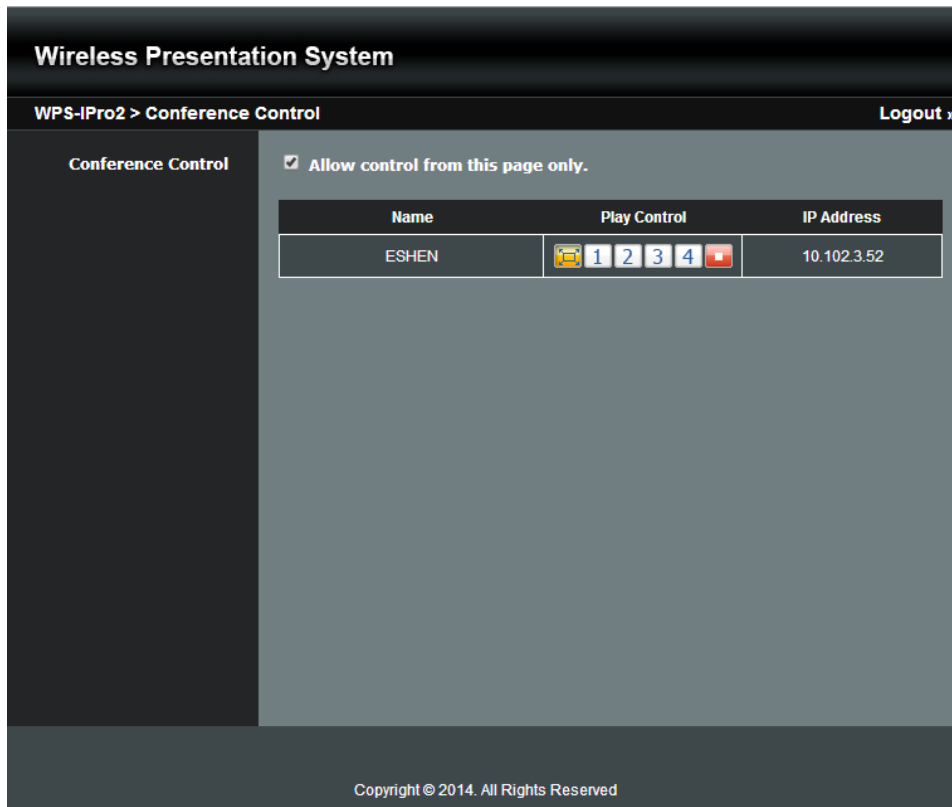 Wireless Presentation System
WPS-IPro2 > Conference Control Logout »
Conference Control
Allow control from this page only.
Name Play Control IP Address
ESHEN 1 2 3 4 10.102.3.52
Copyright © 2014. All Rights Reserved